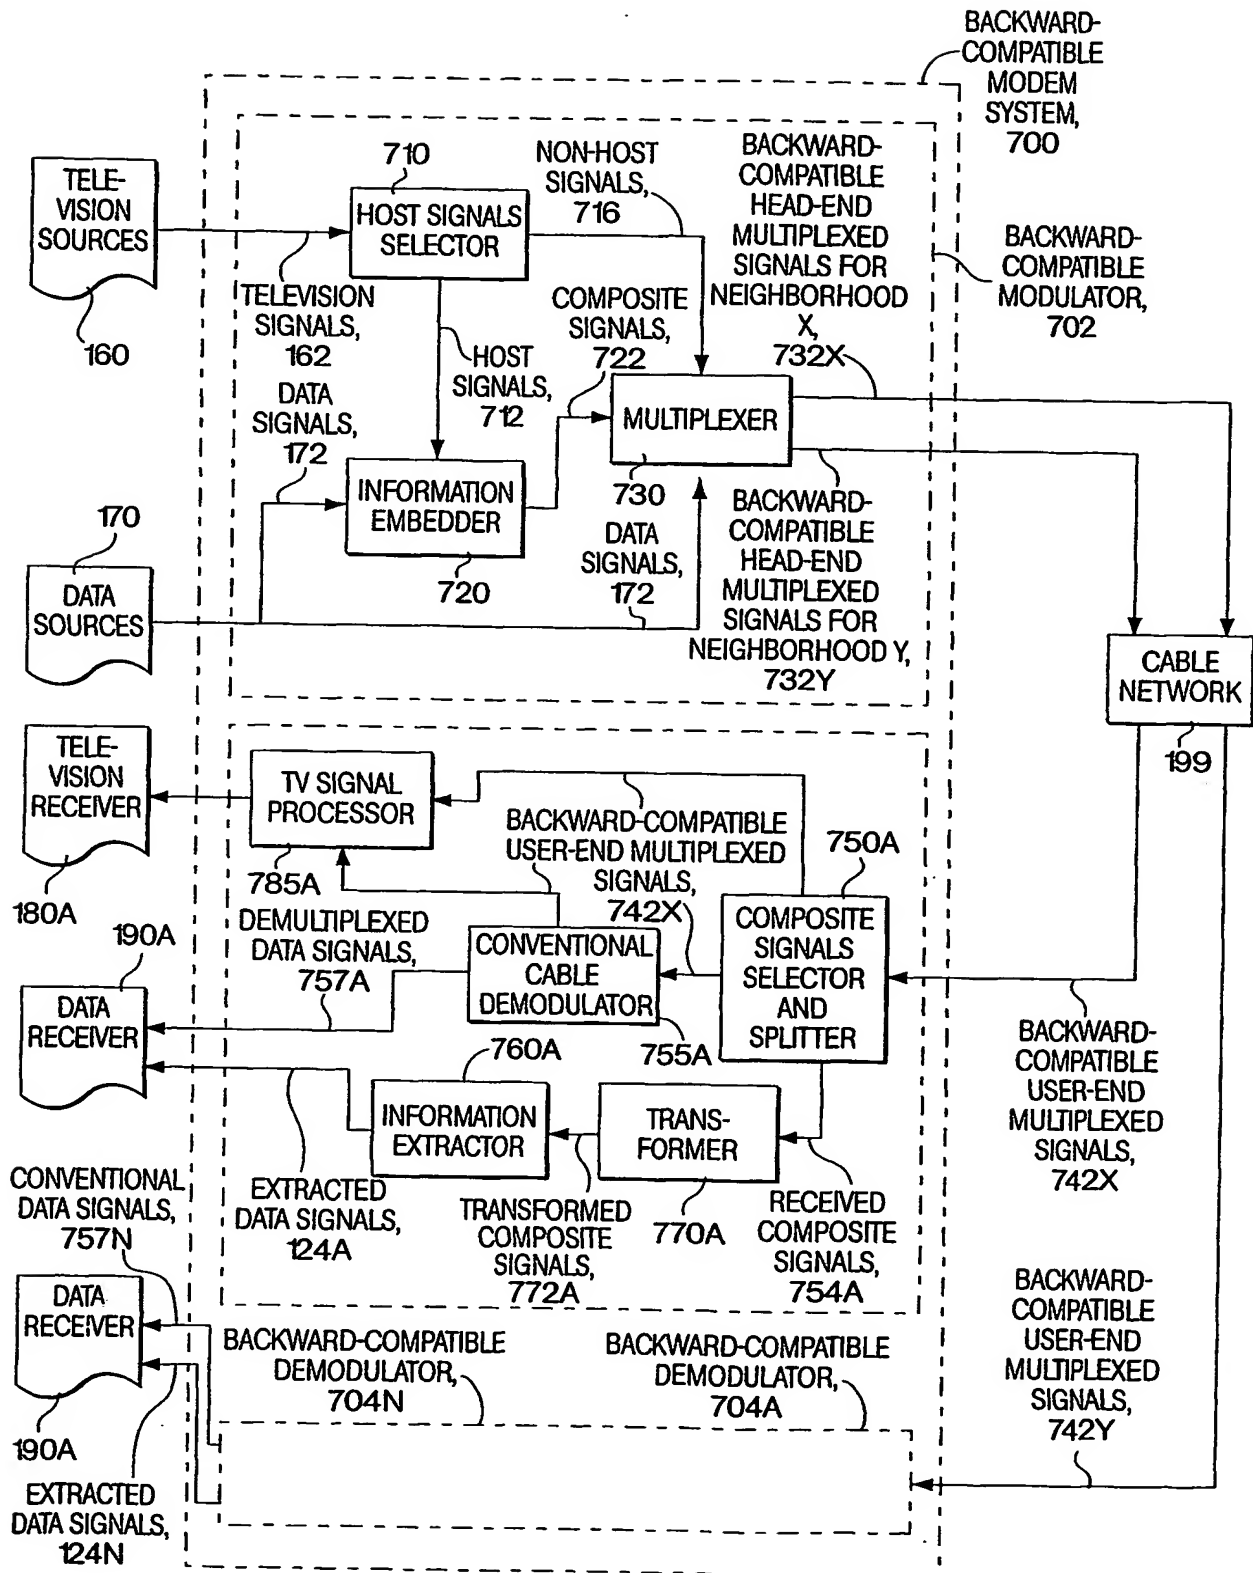 BACKWARD-
COMPATIBLE
MODEM
SYSTEM,
700
TELE-
VISION
SOURCES
160
710
HOST SIGNALS
SELECTOR
NON-HOST
SIGNALS,
716
BACKWARD-
COMPATIBLE
HEAD-END
MULTIPLEXED
SIGNALS FOR
NEIGHBORHOOD
X,
732X
BACKWARD-
COMPATIBLE
MODULATOR,
702
TELEVISION
SIGNALS,
162
HOST
SIGNALS,
712
COMPOSITE
SIGNALS,
722
MULTIPLEXER
730
DATA
SIGNALS,
172
INFORMATION
EMBEDDER
720
170
DATA
SOURCES
DATA
SIGNALS,
172
BACKWARD-
COMPATIBLE
HEAD-END
MULTIPLEXED
SIGNALS FOR
NEIGHBORHOOD Y,
732Y
CABLE
NETWORK
199
TELE-
VISION
RECEIVER
180A
TV SIGNAL
PROCESSOR
785A
BACKWARD-COMPATIBLE
USER-END MULTIPLEXED
SIGNALS,
742X
750A
COMPOSITE
SIGNALS
SELECTOR
AND
SPLITTER
190A
DATA
RECEIVER
DEMULTIPLEXED
DATA SIGNALS,
757A
CONVENTIONAL
CABLE
DEMODULATOR
755A
760A
INFORMATION
EXTRACTOR
TRANS-
FORMER
770A
BACKWARD-
COMPATIBLE
USER-END
MULTIPLEXED
SIGNALS,
742X
EXTRACTED
DATA SIGNALS,
124A
TRANSFORMED
COMPOSITE
SIGNALS,
772A
RECEIVED
COMPOSITE
SIGNALS,
754A
CONVENTIONAL
DATA SIGNALS,
757N
DATA
RECEIVER
190A
EXTRACTED
DATA SIGNALS,
124N
BACKWARD-COMPATIBLE
DEMODULATOR,
704N
BACKWARD-COMPATIBLE
DEMODULATOR,
704A
BACKWARD-
COMPATIBLE
USER-END
MULTIPLEXED
SIGNALS,
742Y